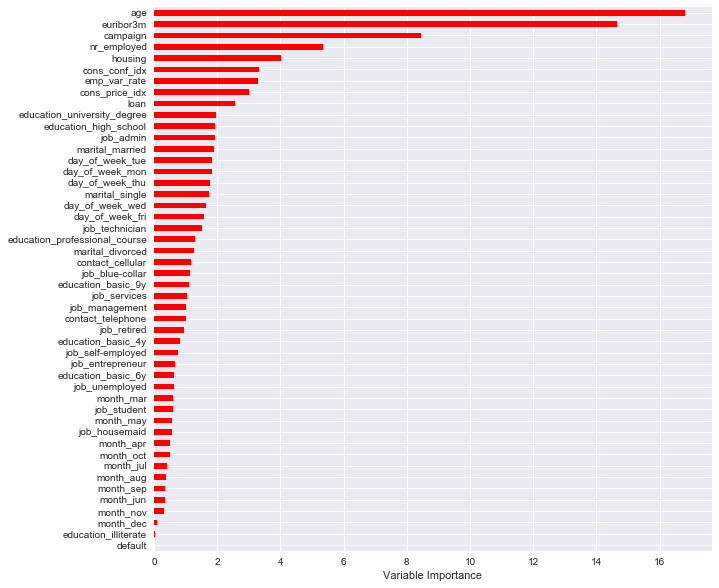 age
euribor3m
campaign
nr_employed
housing
cons_conf_idx
emp_var_rate
cons_price_idx
loan
education_university_degree
education_high_school
job_admin
marital_married
day_of_week_tue
day_of_week_mon
day_of_week_thu
marital_single
day_of_week_wed
day_of_week_fri
job_technician
education_professional_course
marital_divorced
contact_cellular
job_blue-collar
education_basic_9y
job_services
job_management
contact_telephone
job_retired
education_basic_4y
job_self-employed
job_entrepreneur
education_basic_6y
job_unemployed
month_mar
job_student
month_may
job_housemaid
month_apr
month_oct
month_jul
month_aug
month_sep
month_jun
month_nov
month_dec
education_illiterate
default
0 2 4 6 8 10 12 14 16
Variable Importance